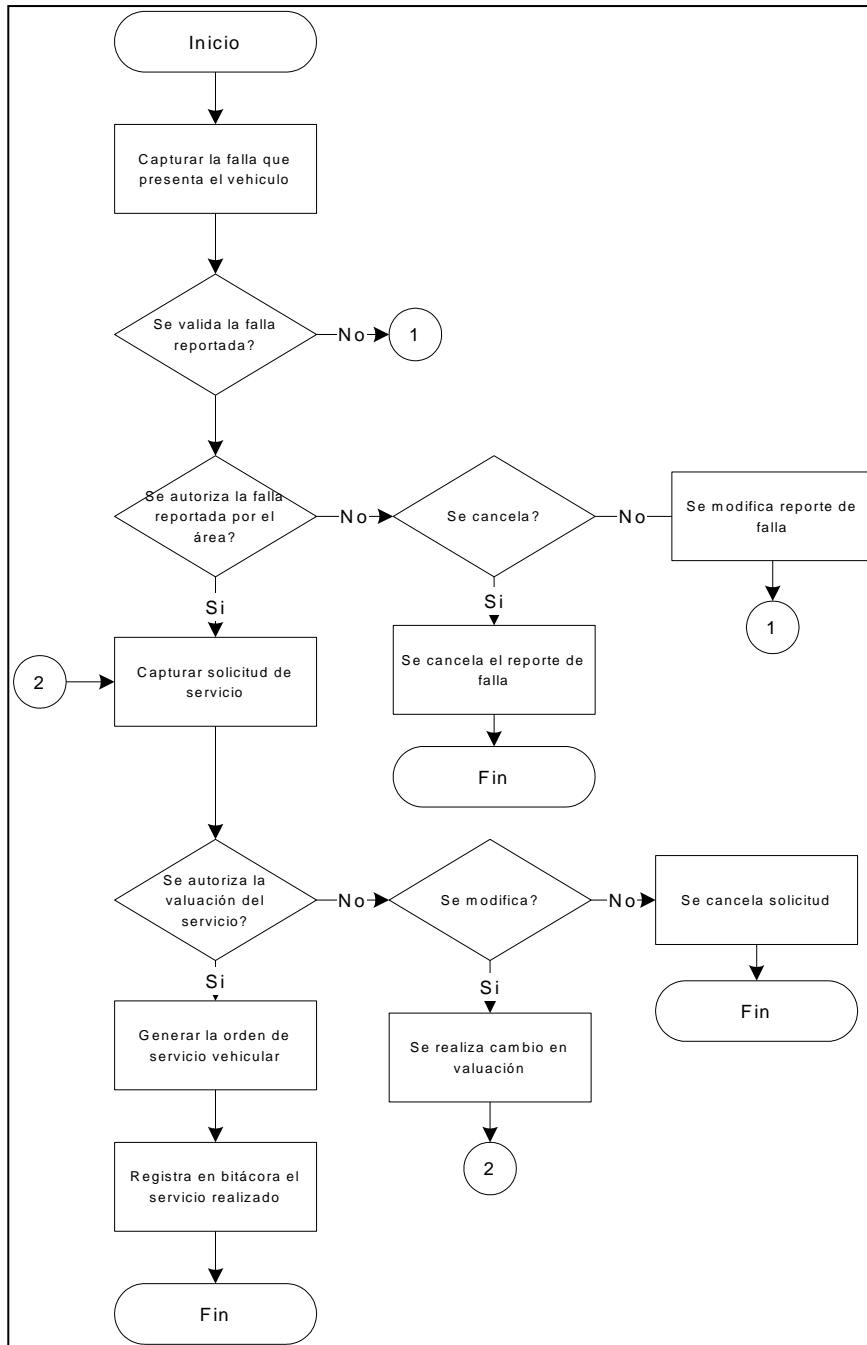 Inicio
Capturar la falla que
presenta el vehiculo
Se valida la falla
reportada?
No
1
Se autoriza la falla
reportada por el
área?
No
Se cancela?
No
Se modifica reporte de
falla
Si
Si
1
2
Capturar solicitud de
servicio
Se cancela el reporte de
falla
Fin
Se autoriza la
valuación del
servicio?
No
Se modifica?
No
Se cancela solicitud
Si
Si
Fin
Generar la orden de
servicio vehicular
Se realiza cambio en
valuación
Registra en bitácora el
servicio realizado
2
Fin